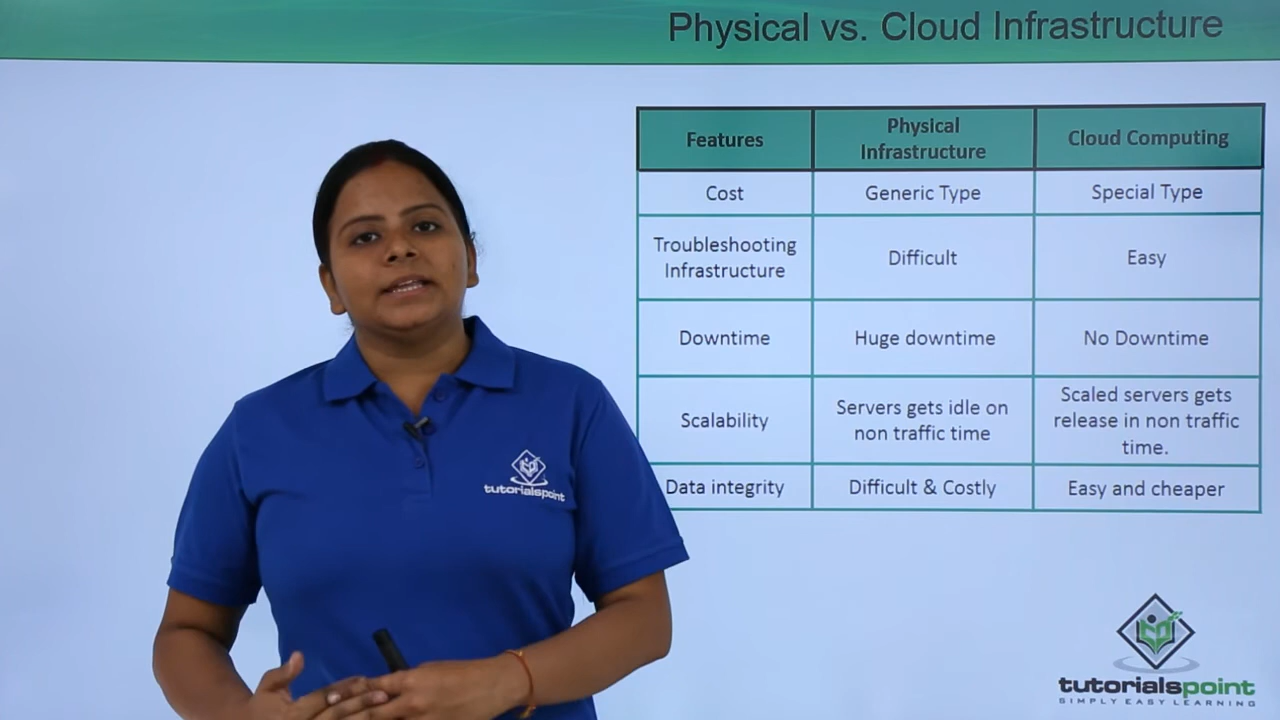 Physical vs. Cloud Infrastructure
Features
Physical
Infrastructure
Cloud Computing
Cost
Generic Type
Special Type
Troubleshooting
Infrastructure
Difficult
Easy
Downtime
Huge downtime
No Downtime
Scalability
Servers gets idle on
non traffic time
Scaled servers gets
release in non traffic
time.
Data integrity
Difficult & Costly
Easy and cheaper
tutorialspoint
tutorialspoint
SIMPLY EASY LEARNING